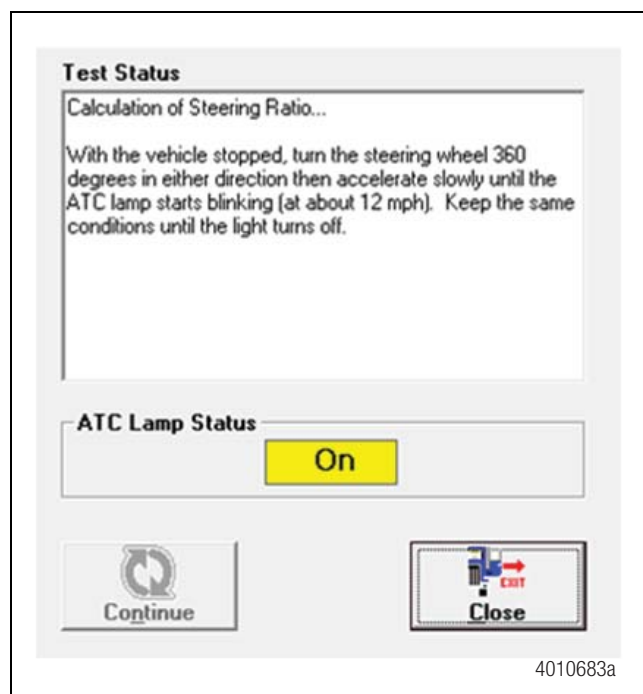 Test Status
Calculation of Steering Ratio...
With the vehicle stopped, turn the steering wheel 360
degrees in either direction then accelerate slowly until the
ATC lamp starts blinking (at about 12 mph).  Keep the same
conditions until the light turns off.
ATC Lamp Status
On
EXIT
Continue
Close
4010683a